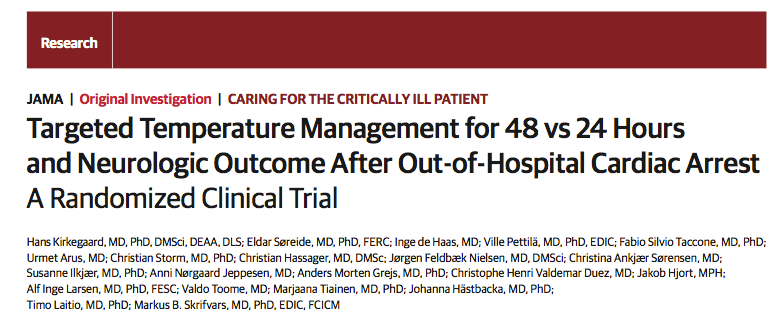 Research
JAMA | Original Investigation | CARING FOR THE CRITICALLY ILL PATIENT
Targeted Temperature Management for 48 vs 24 Hours
and Neurologic Outcome After Out-of-Hospital Cardiac Arrest
A Randomized Clinical Trial
Hans Kirkegaard, MD, PhD, DMSci, DEAA, DLS; Eldar Søreide, MD, PhD, FERC; Inge de Haas, MD; Ville Pettilä, MD, PhD, EDIC; Fabio Silvio Taccone, MD, PhD;
Urmet Arus, MD; Christian Storm, MD, PhD; Christian Hassager, MD, DMSc; Jørgen Feldbæk Nielsen, MD, DMSci; Christina Ankjær Sørensen, MD;
Susanne Ilkjær, MD, PhD; Anni Nørgaard Jeppesen, MD; Anders Morten Grejs, MD, PhD; Christophe Henri Valdemar Duez, MD; Jakob Hjort, MPH;
Alf Inge Larsen, MD, PhD, FESC; Valdo Toome, MD; Marjaana Tiainen, MD, PhD; Johanna Hästbacka, MD, PhD;
Timo Laitio, MD, PhD; Markus B. Skrifvars, MD, PhD, EDIC, FCICM